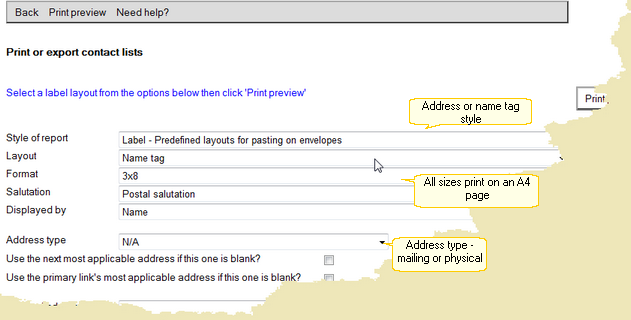 Back Print preview Need help?
Print or export contact lists
Select a label layout from the options below then click 'Print preview'
Print
Address or name tag
style
Style of report Label - Predefined layouts for pasting on envelopes
Layout Name tag
Format 3x8
All sizes print on an A4
page
Salutation Postal salutation
Displayed by Name
Address type N/A
Address type -
mailing or physical
Use the next most applicable address if this one is blank?
Use the primary link's most applicable address if this one is blank?